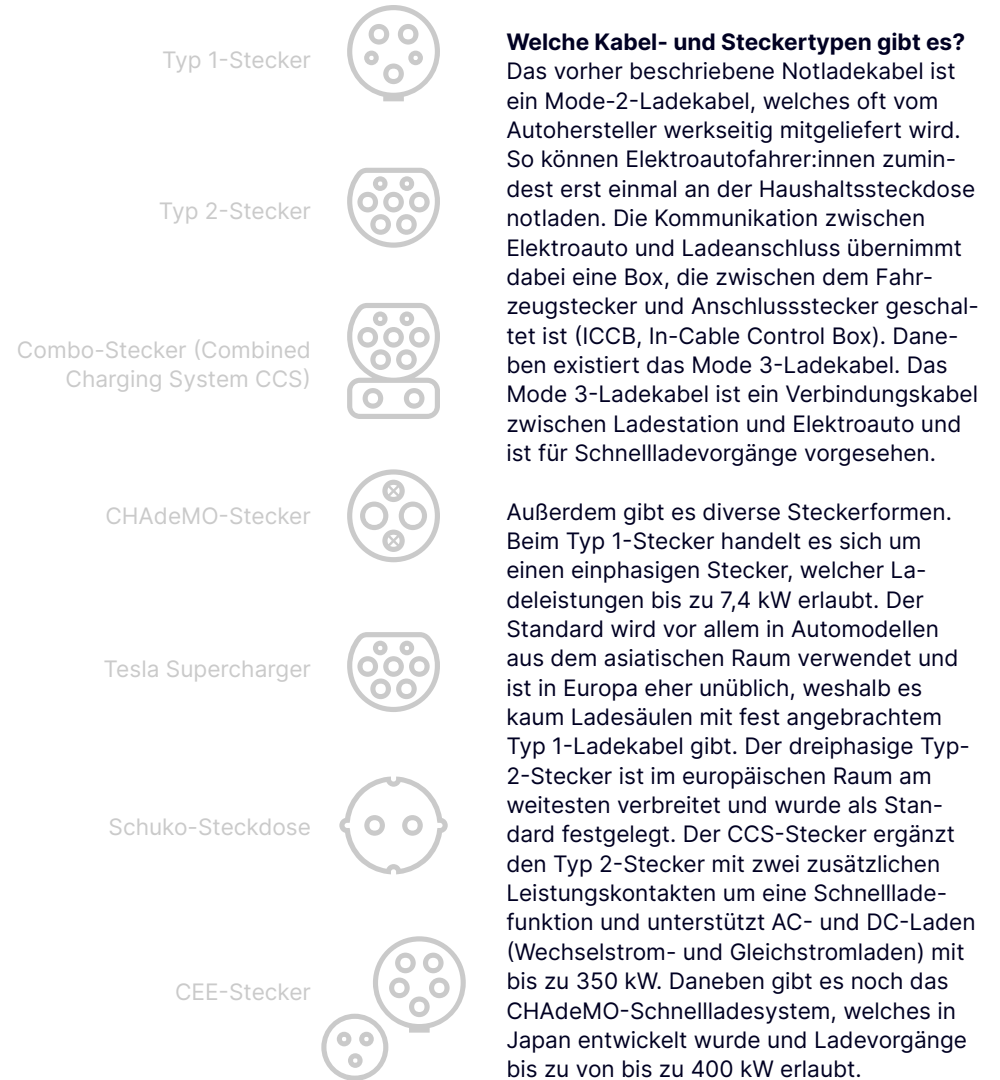 Typ 1-Stecker
Typ 2-Stecker
Combo-Stecker (Combined
Charging System CCS)
CHAdeMO-Stecker
Tesla Supercharger
Schuko-Steckdose
CEE-Stecker
Welche Kabel- und Steckertypen gibt es?
Das vorher beschriebene Notladekabel ist
ein Mode-2-Ladekabel, welches oft vom
Autohersteller werkseitig mitgeliefert wird.
So können Elektroautofahrer:innen zumin-
dest erst einmal an der Haushaltssteckdose
notladen. Die Kommunikation zwischen
Elektroauto und Ladeanschluss übernimmt
dabei eine Box, die zwischen dem Fahr-
zeugstecker und Anschlussstecker geschal-
tet ist (ICCB, In-Cable Control Box). Dane-
ben existiert das Mode 3-Ladekabel. Das
Mode 3-Ladekabel ist ein Verbindungskabel
zwischen Ladestation und Elektroauto und
ist für Schnellladevorgänge vorgesehen.
Außerdem gibt es diverse Steckerformen.
Beim Typ 1-Stecker handelt es sich um
einen einphasigen Stecker, welcher La-
deleistungen bis zu 7,4 kW erlaubt. Der
Standard wird vor allem in Automodellen
aus dem asiatischen Raum verwendet und
ist in Europa eher unüblich, weshalb es
kaum Ladesäulen mit fest angebrachtem
Typ 1-Ladekabel gibt. Der dreiphasige Typ-
2-Stecker ist im europäischen Raum am
weitesten verbreitet und wurde als Stan-
dard festgelegt. Der CCS-Stecker ergänzt
den Typ 2-Stecker mit zwei zusätzlichen
Leistungskontakten um eine Schnelllade-
funktion und unterstützt AC- und DC-Laden
(Wechselstrom- und Gleichstromladen) mit
bis zu 350 kW. Daneben gibt es noch das
CHAdeMO-Schnellladesystem, welches in
Japan entwickelt wurde und Ladevorgänge
bis zu von bis zu 400 kW erlaubt.